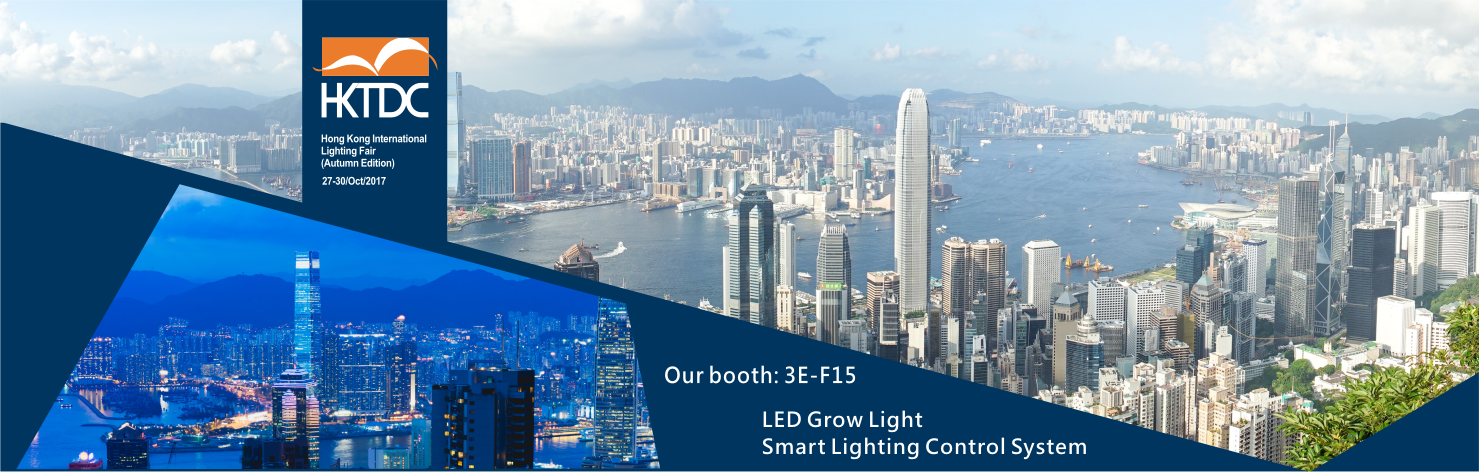 HKTDC
Hong Kong International
Lighting Fair
(Autumn Edition)
27-30/Oct/2017
Our booth: 3E-F15
LED Grow Light
Smart Lighting Control System